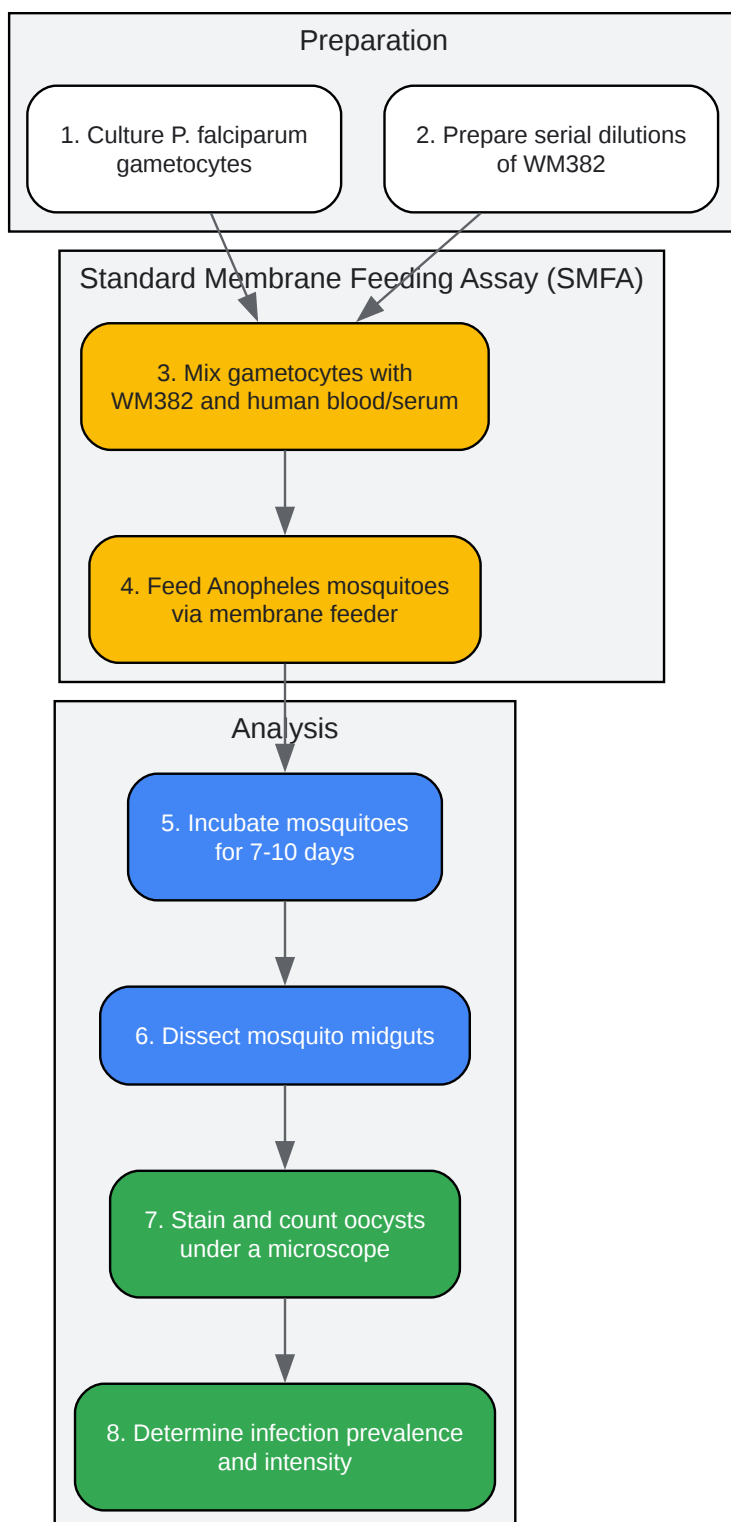 Preparation
1. Culture P. falciparum
gametocytes
2. Prepare serial dilutions
of WM382
Standard Membrane Feeding Assay (SMFA)
3. Mix gametocytes with
WM382 and human blood/serum
4. Feed Anopheles mosquitoes
via membrane feeder
Analysis
5. Incubate mosquitoes
for 7-10 days
6. Dissect mosquito midguts
7. Stain and count oocysts
under a microscope
8. Determine infection prevalence
and intensity